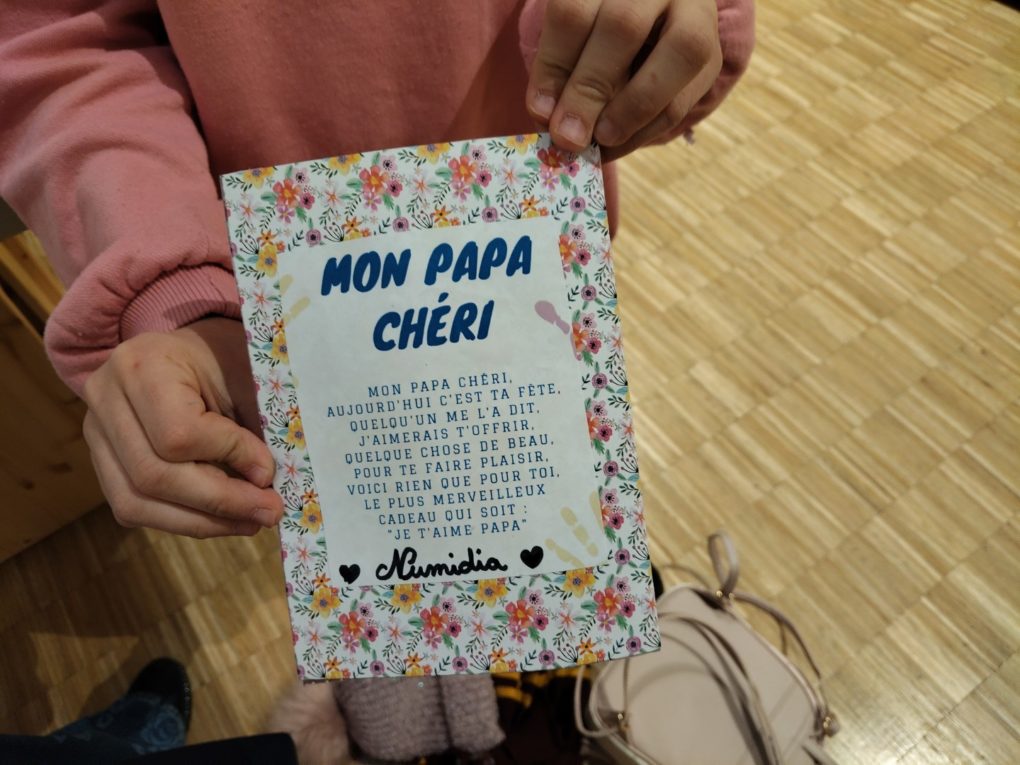 MON PAPA
CHÉRI
MON PAPA CHÉRI,
AUJOURD'HUI C'EST TA FÊTE,
QUELQU'UN ME L'A DIT.
J'AIMERAIS T'OFFRIR,
QUELQUE CHOSE DE BEAU,
POUR TE FAIRE PLAISIR,
VOICI RIEN QUE POUR TOI,
LE PLUS MERVEILLEUX
CADEAU QUI SOIT :
"JE T'AIME PAPA"
Numidia